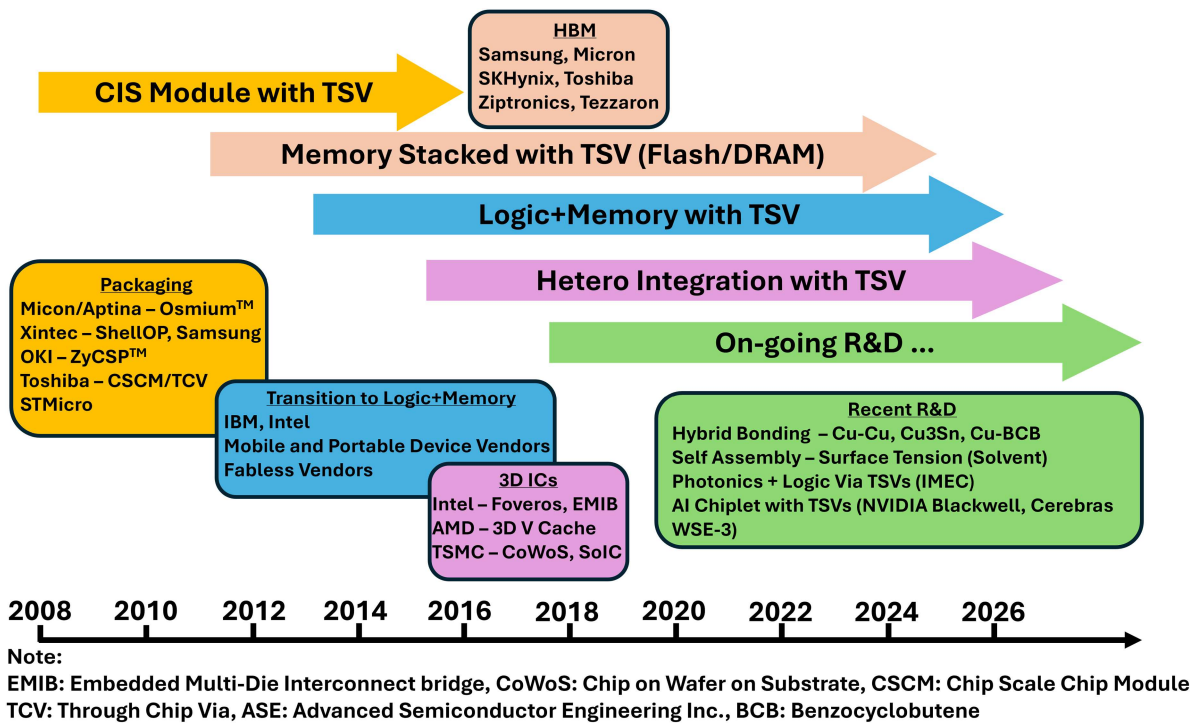 HBM
Samsung, Micron
SKHynix, Toshiba
Ziptronics, Tezzaron
CIS Module with TSV
Memory Stacked with TSV (Flash/DRAM)
Logic+Memory with TSV
Hetero Integration with TSV
On-going R&D ...
Packaging
Micon/Aptina – Osmium™
Xintec – ShellOP, Samsung
OKI – ZyCSP™
Toshiba – CSCM/TCV
STMicro
Transition to Logic+Memory
IBM, Intel
Mobile and Portable Device Vendors
Fabless Vendors
3D ICs
Intel – Foveros, EMIB
AMD – 3D V Cache
TSMC – CoWoS, SoIC
Recent R&D
Hybrid Bonding – Cu-Cu, Cu3Sn, Cu-BCB
Self Assembly – Surface Tension (Solvent)
Photonics + Logic Via TSVs (IMEC)
AI Chiplet with TSVs (NVIDIA Blackwell, Cerebras
WSE-3)
2008 2010 2012 2014 2016 2018 2020 2022 2024 2026
Note:
EMIB: Embedded Multi-Die Interconnect bridge, CoWoS: Chip on Wafer on Substrate, CSCM: Chip Scale Chip Module
TCV: Through Chip Via, ASE: Advanced Semiconductor Engineering Inc., BCB: Benzocyclobutene